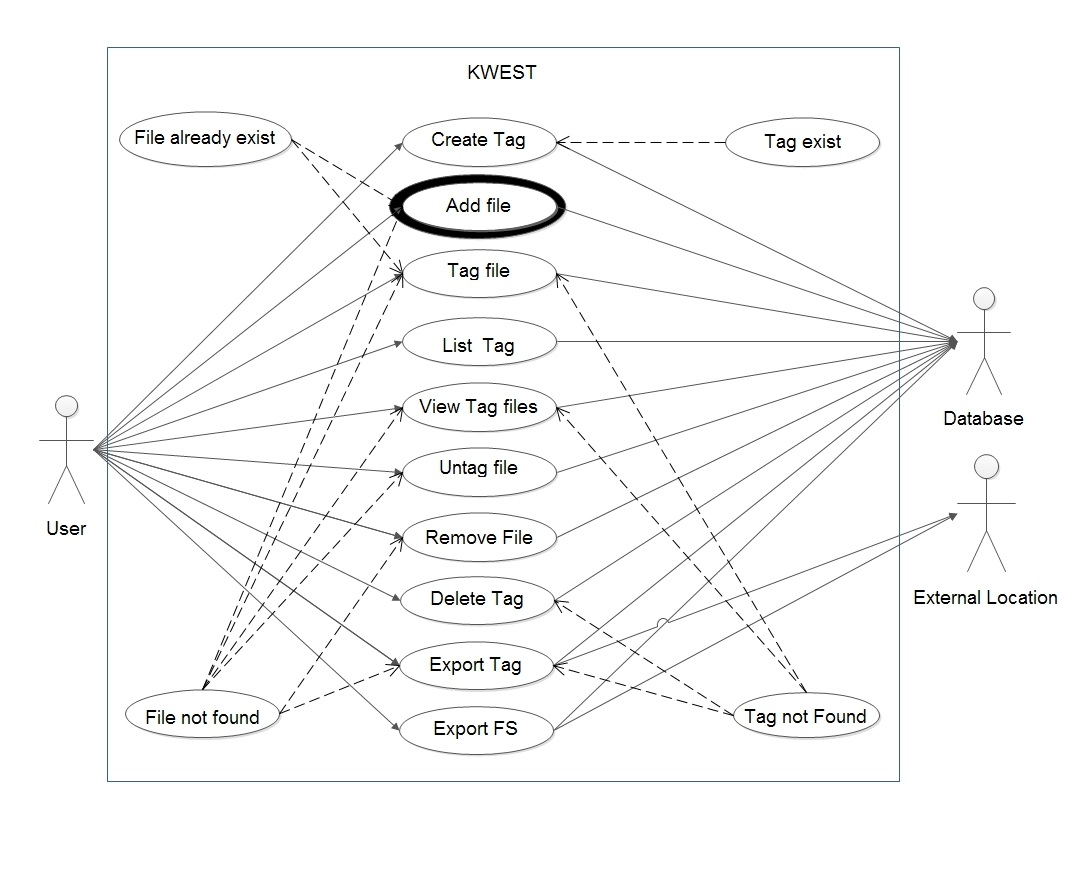 KWEST
File already exist
Create Tag
Tag exist
Add file
Tag file
List  Tag
View Tag files
Database
Untag file
User
Remove File
Delete Tag
External Location
Export Tag
File not found
Tag not Found
Export FS